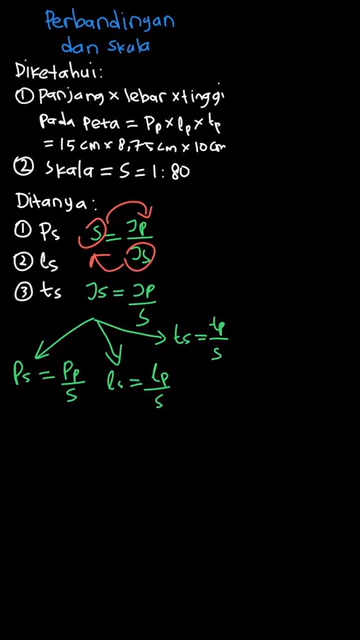 Perbandingan
dan skala
Diketahui:
① Panjang x lebar x tinggi
pada peta = Pp x lp x tp
= 15 cm x 8,75 cm x 10 cm
② skala = S = 1:80
Ditanya:
① Ps S = Jp/Js
② ls
③ ts Js = Jp/S
ts = tp/S
Ps = Pp/S ls = lp/S